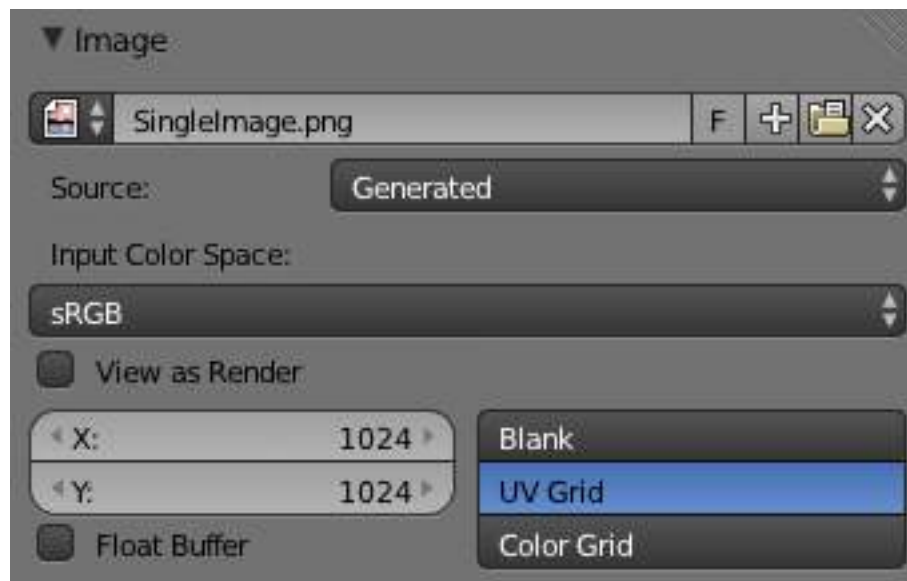 Image
SingleImage.png F
Source: Generated
Input Color Space:
sRGB
View as Render
X: 1024 Blank
Y: 1024 UV Grid
Float Buffer Color Grid